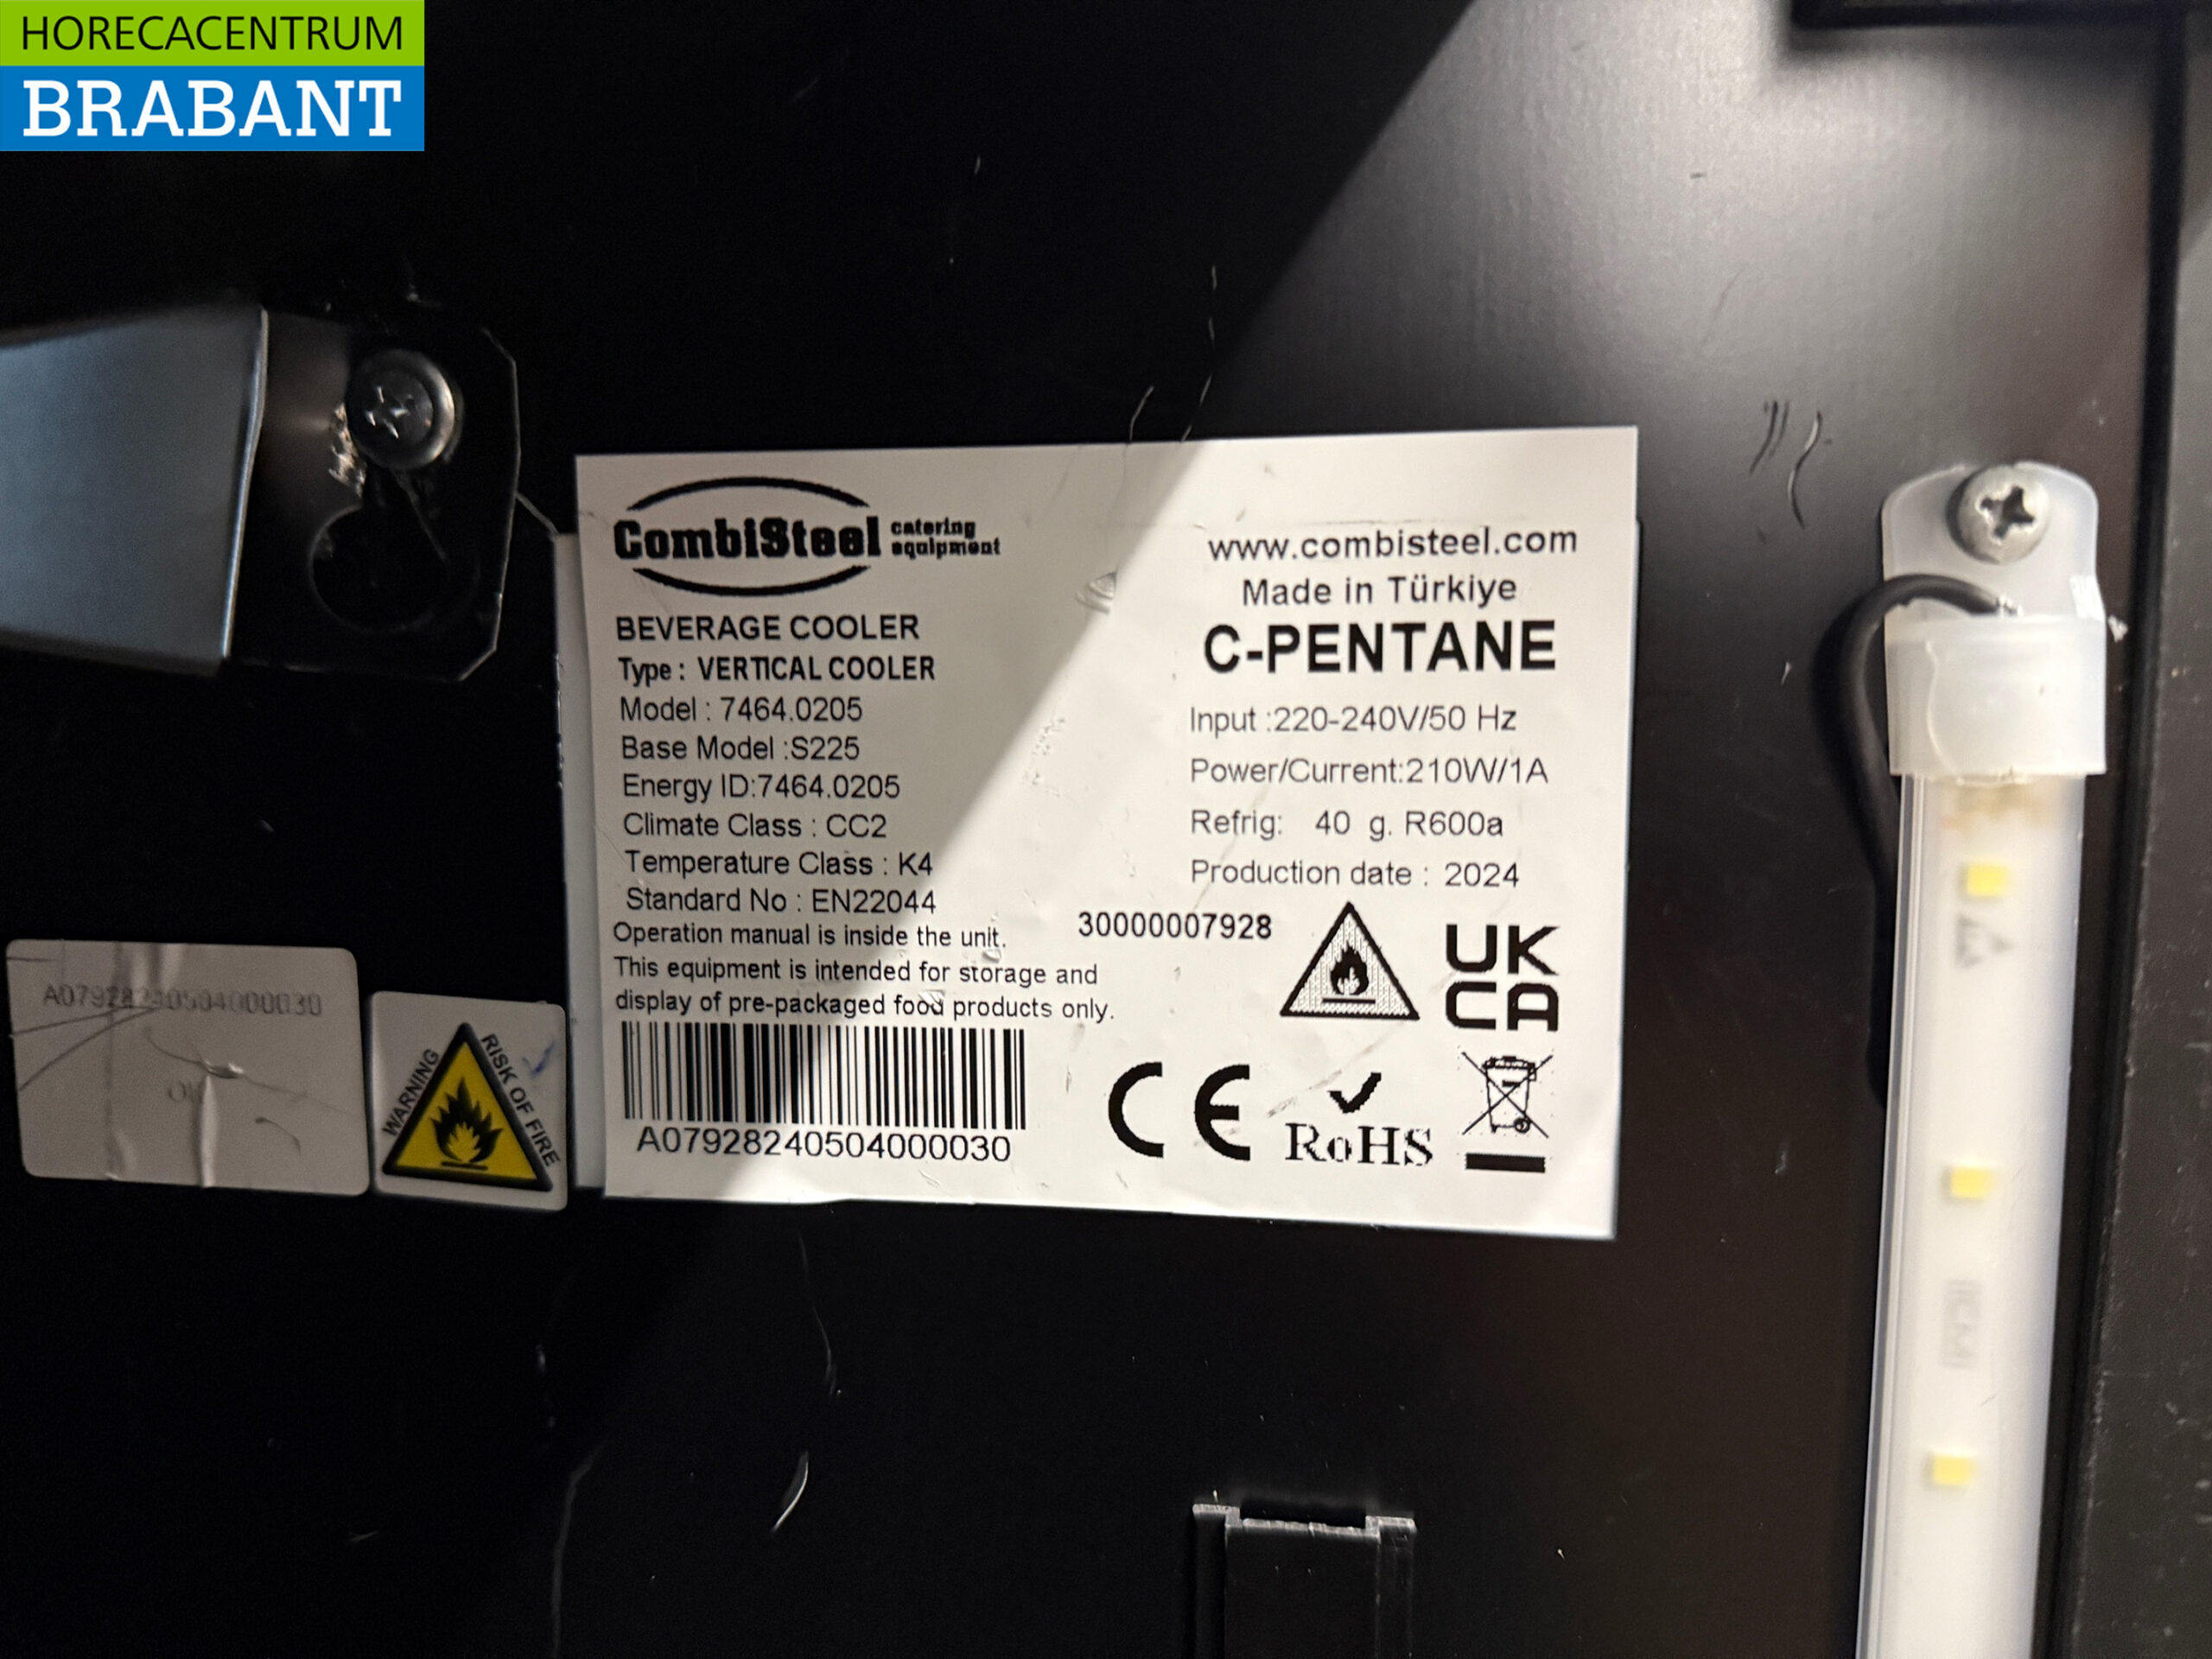 HORECACENTRUM
BRABANT
CombiSteel catering equipment
www.combisteel.com
Made in Türkiye
C-PENTANE
BEVERAGE COOLER
Type : VERTICAL COOLER
Model : 7464.0205
Base Model :S225
Energy ID:7464.0205
Climate Class : CC2
Temperature Class : K4
Standard No : EN22044
Input :220-240V/50 Hz
Power/Current:210W/1A
Refrig: 40 g. R600a
Production date : 2024
Operation manual is inside the unit.
This equipment is intended for storage and
display of pre-packaged food products only.
30000007928
UK
CA
CE
RoHS
A07928240504000030
A07928240504000030
WARNING
RISK OF FIRE